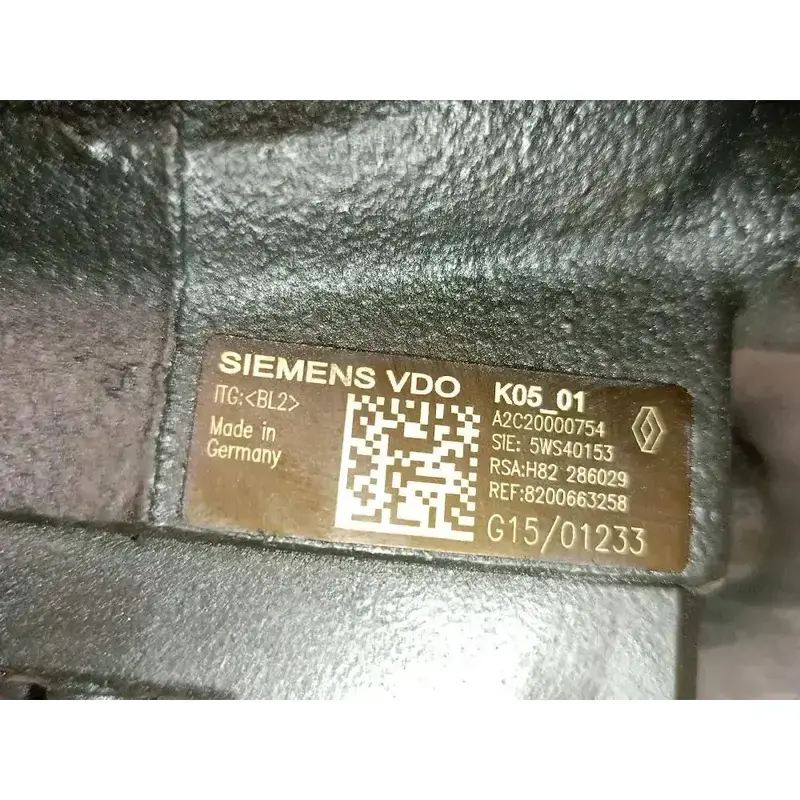 SIEMENS VDO
ITG:<BL2>
Made in
Germany
K05_01
A2C20000754
SIE: 5WS40153
RSA:H82 286029
REF:8200663258
G15/01233